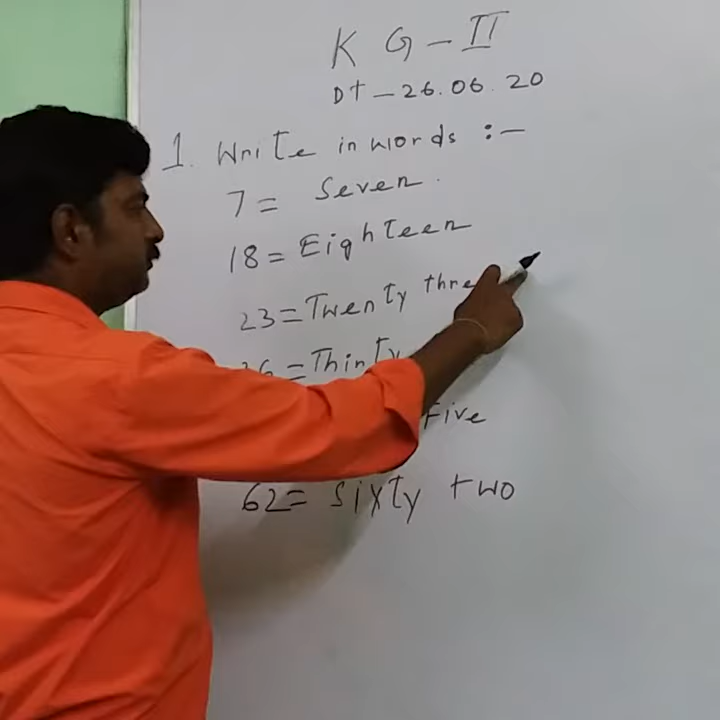 KG-II
Dt-26.06.20
1. Write in words :-
7 = Seven.
18 = Eighteen
23 = Twenty thre
36 = Thirty
Five
62 = Sixty two